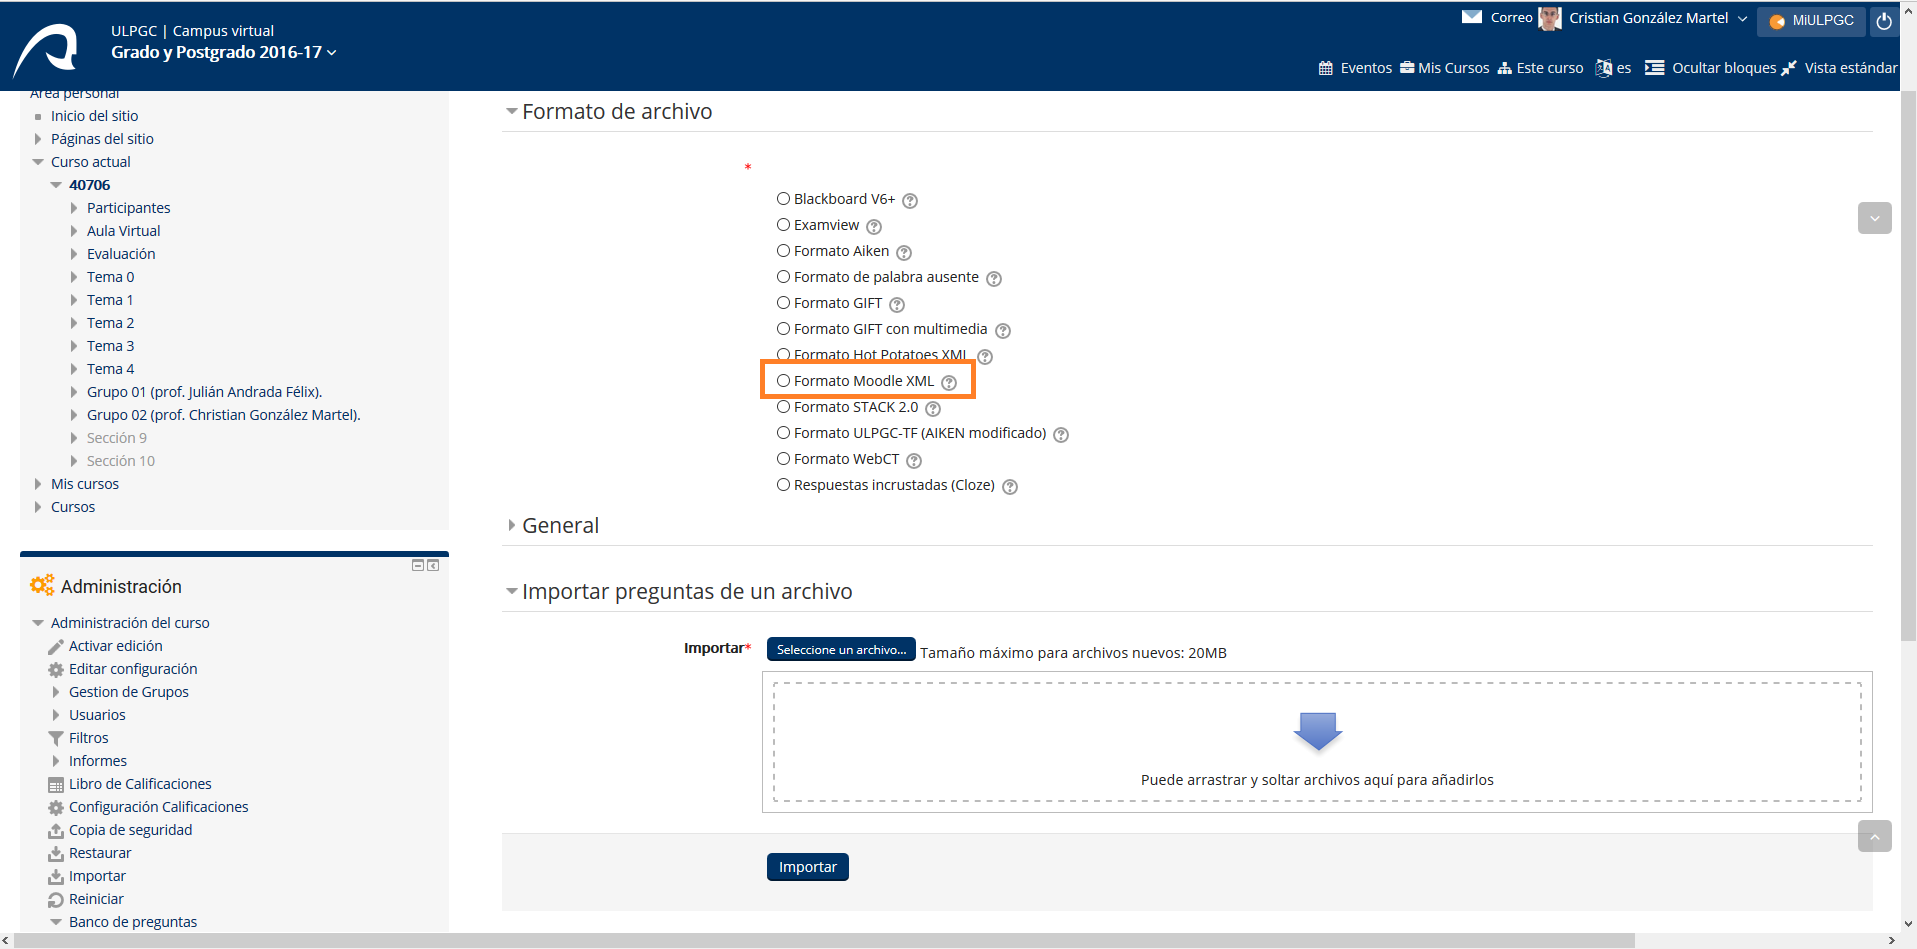 ULPGC | Campus virtual
Grado y Postgrado 2016-17
Correo
Cristian González Martel
MiULPGC
Eventos
Mis Cursos
Este curso
es
Ocultar bloques
Vista estándar
Área personal
Inicio del sitio
Páginas del sitio
Curso actual
40706
Participantes
Aula Virtual
Evaluación
Tema 0
Tema 1
Tema 2
Tema 3
Tema 4
Grupo 01 (prof. Julián Andrada Félix).
Grupo 02 (prof. Christian González Martel).
Sección 9
Sección 10
Mis cursos
Cursos
Administración
Administración del curso
Activar edición
Editar configuración
Gestion de Grupos
Usuarios
Filtros
Informes
Libro de Calificaciones
Configuración Calificaciones
Copia de seguridad
Restaurar
Importar
Reiniciar
Banco de preguntas
Formato de archivo
*
Blackboard V6+
Examview
Formato Aiken
Formato de palabra ausente
Formato GIFT
Formato GIFT con multimedia
Formato Hot Potatoes XML
Formato Moodle XML
Formato STACK 2.0
Formato ULPGC-TF (AIKEN modificado)
Formato WebCT
Respuestas incrustadas (Cloze)
General
Importar preguntas de un archivo
Importar*
Seleccione un archivo...
Tamaño máximo para archivos nuevos: 20MB
Puede arrastrar y soltar archivos aquí para añadirlos
Importar